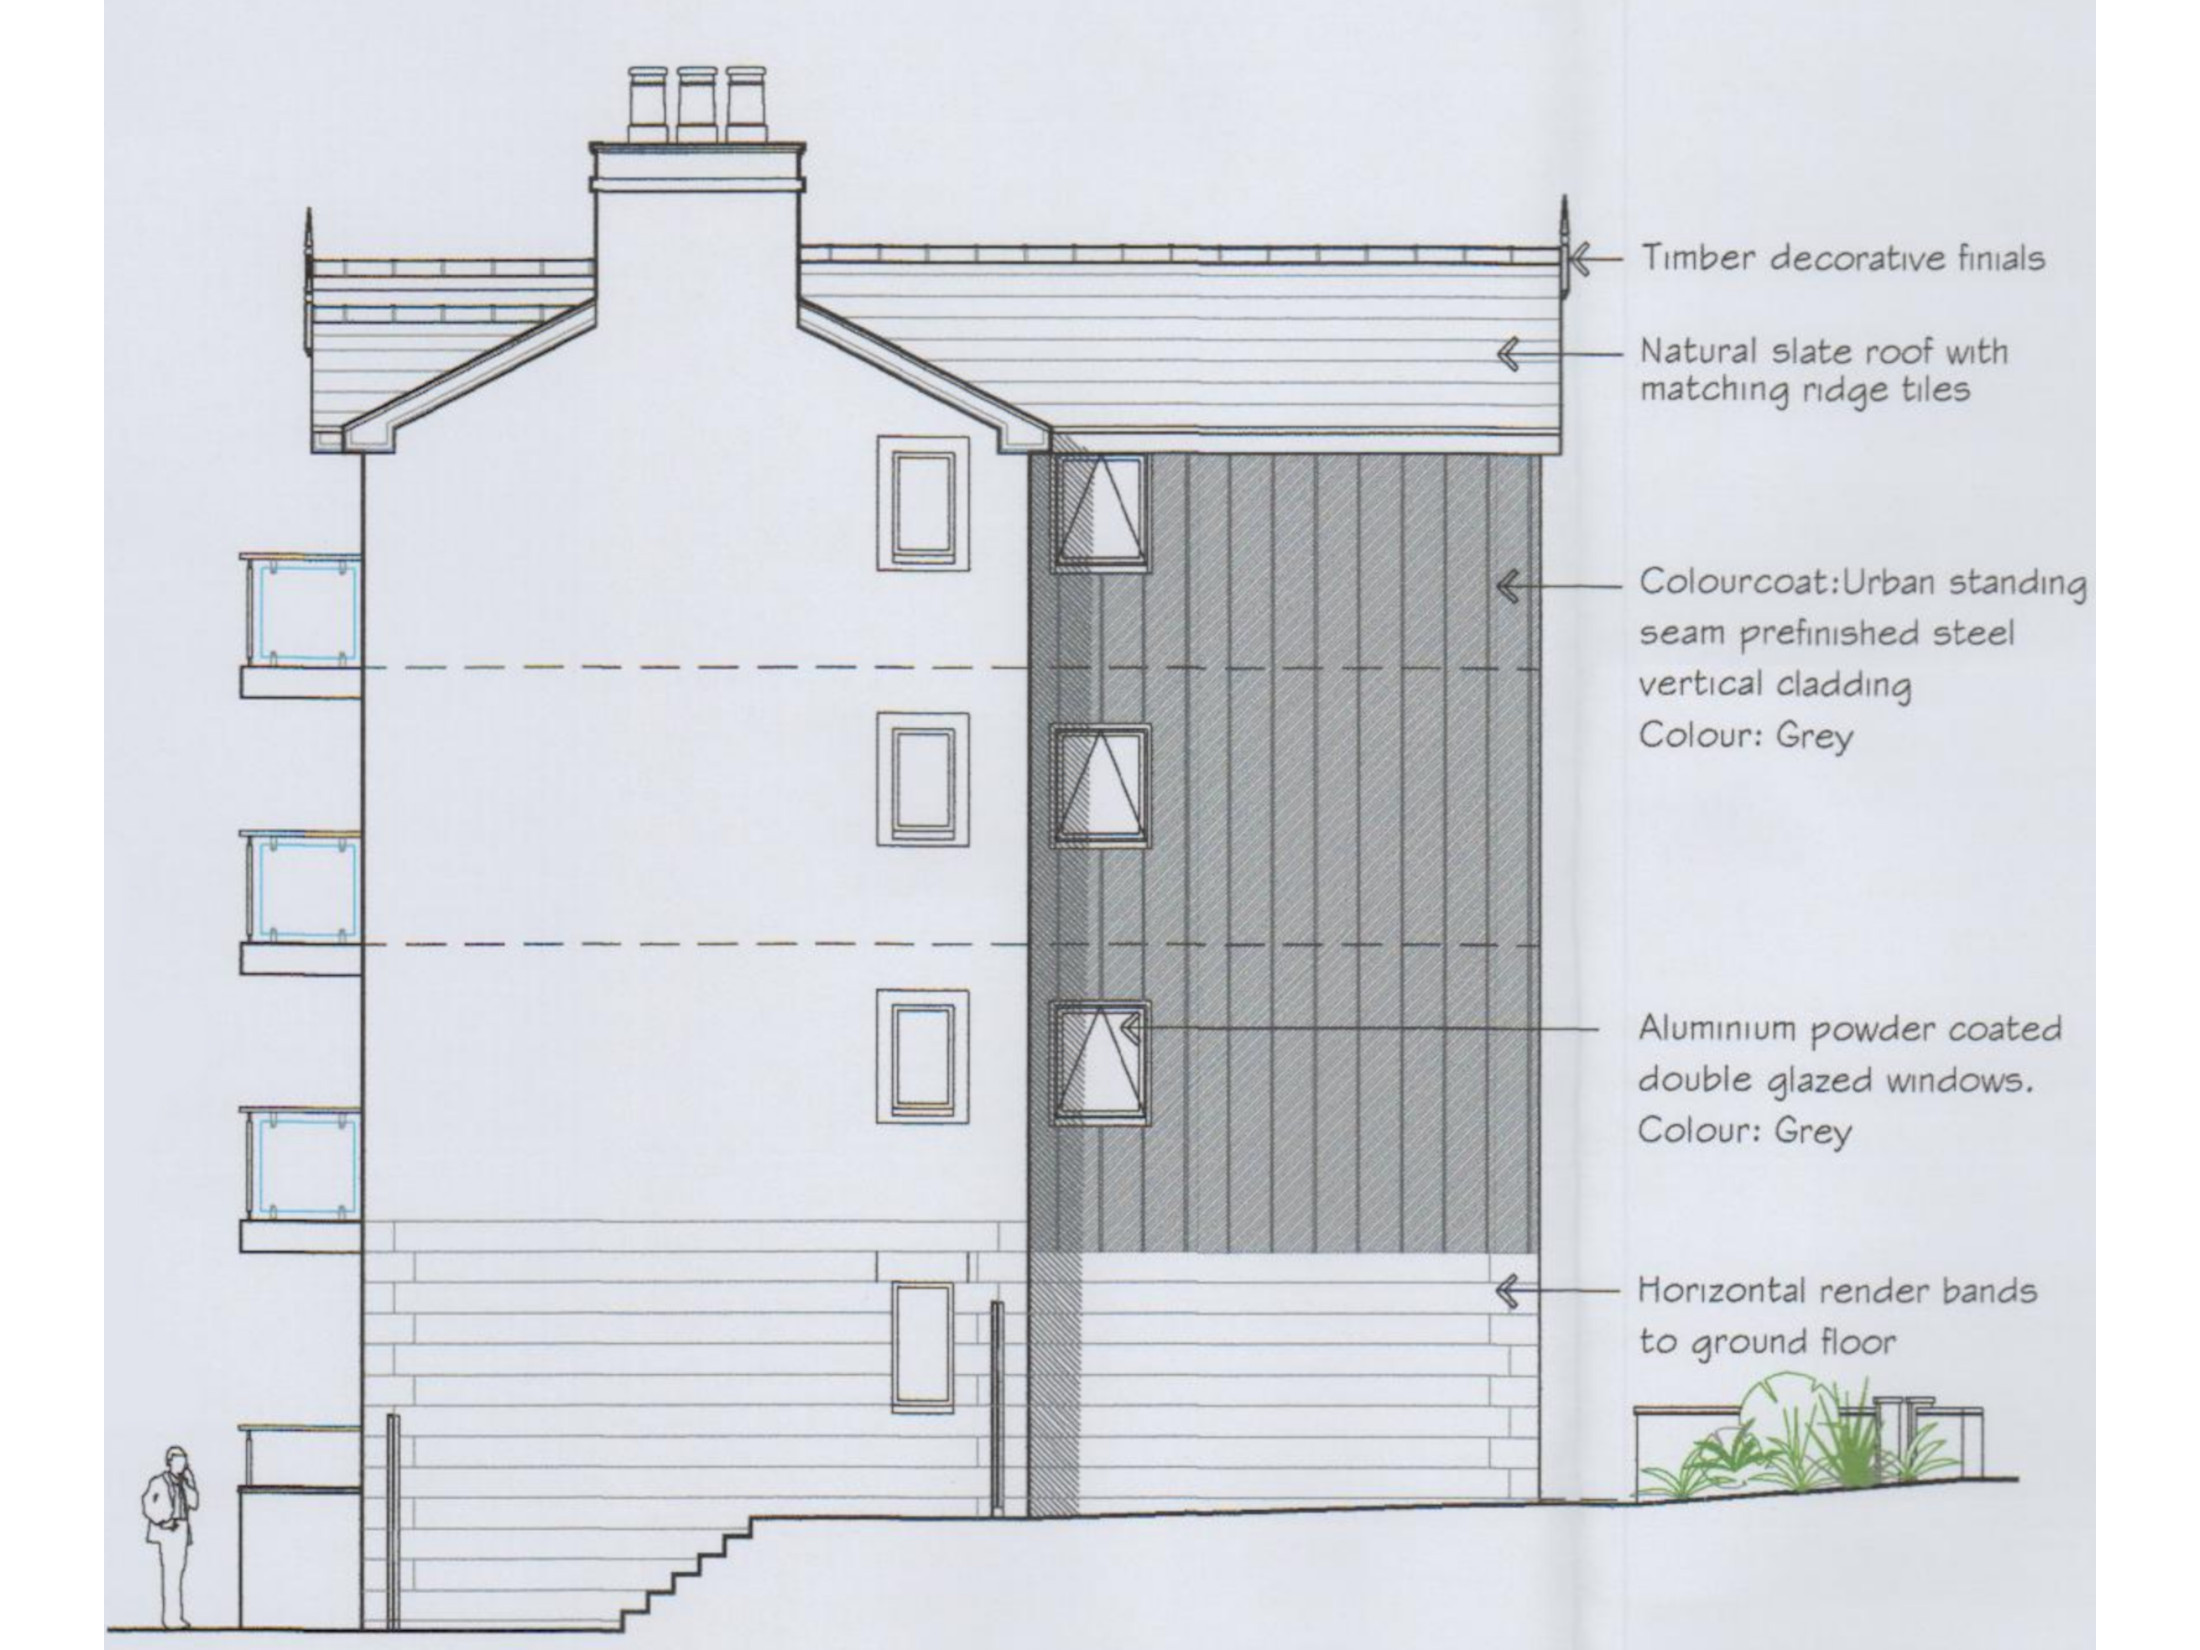 Timber decorative finials
Natural slate roof with
matching ridge tiles
Colourcoat:Urban standing
seam prefinished steel
vertical cladding
Colour: Grey
Aluminium powder coated
double glazed windows.
Colour: Grey
Horizontal render bands
to ground floor